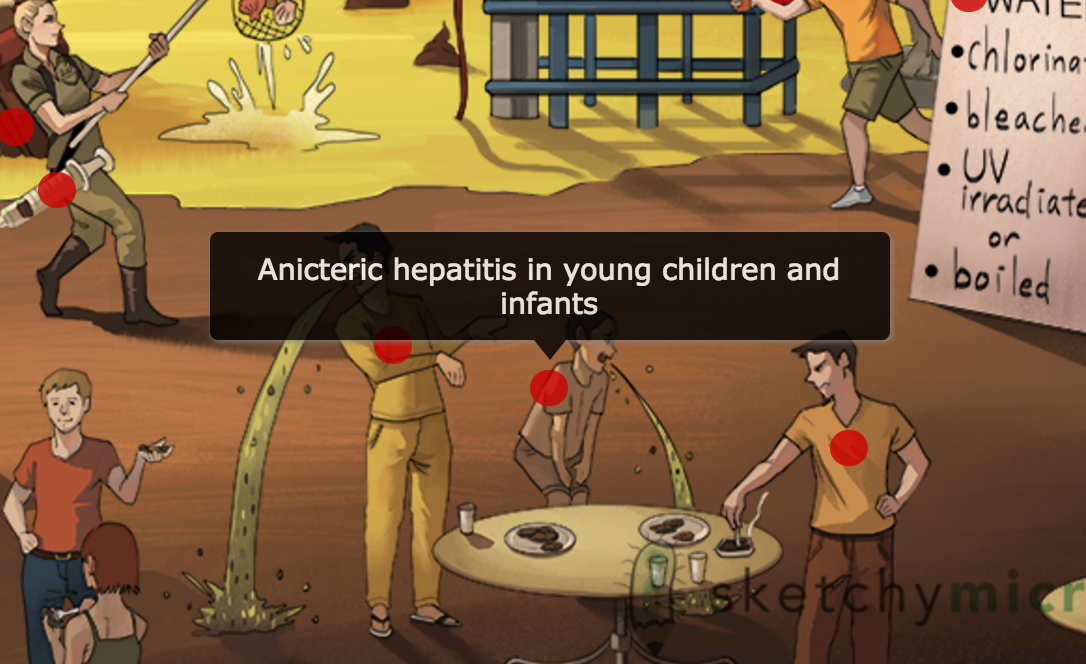 WATE
• chlorina
• bleache
• UV
irradiate
or
• boiled
Anicteric hepatitis in young children and
infants
sketchymicr